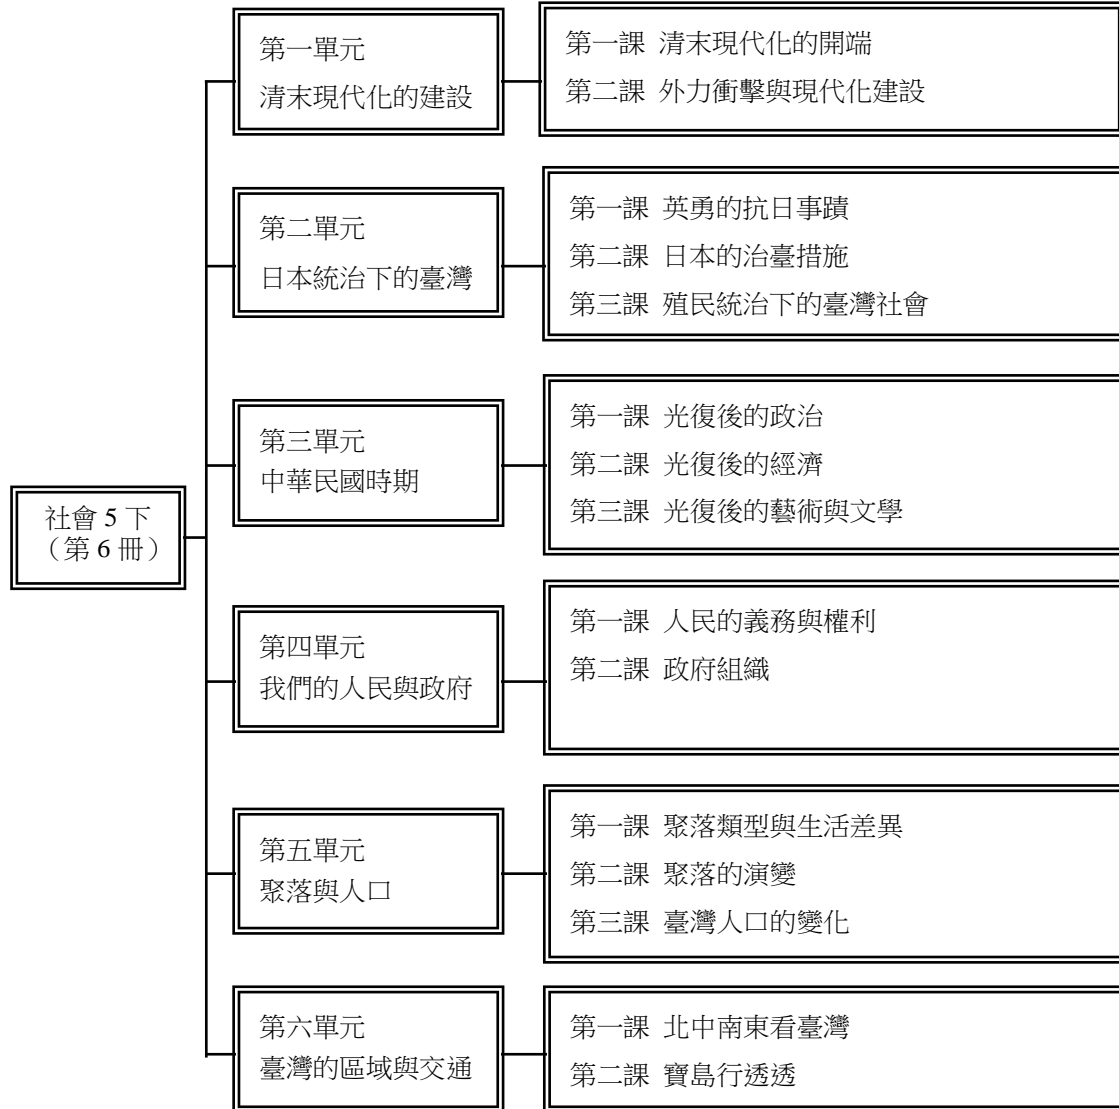 社會 5 下
（第 6 冊）
第一單元
清末現代化的建設
第一課 清末現代化的開端
第二課 外力衝擊與現代化建設
第二單元
日本統治下的臺灣
第一課 英勇的抗日事蹟
第二課 日本的治臺措施
第三課 殖民統治下的臺灣社會
第三單元
中華民國時期
第一課 光復後的政治
第二課 光復後的經濟
第三課 光復後的藝術與文學
第四單元
我們的人民與政府
第一課 人民的義務與權利
第二課 政府組織
第五單元
聚落與人口
第一課 聚落類型與生活差異
第二課 聚落的演變
第三課 臺灣人口的變化
第六單元
臺灣的區域與交通
第一課 北中南東看臺灣
第二課 寶島行透透